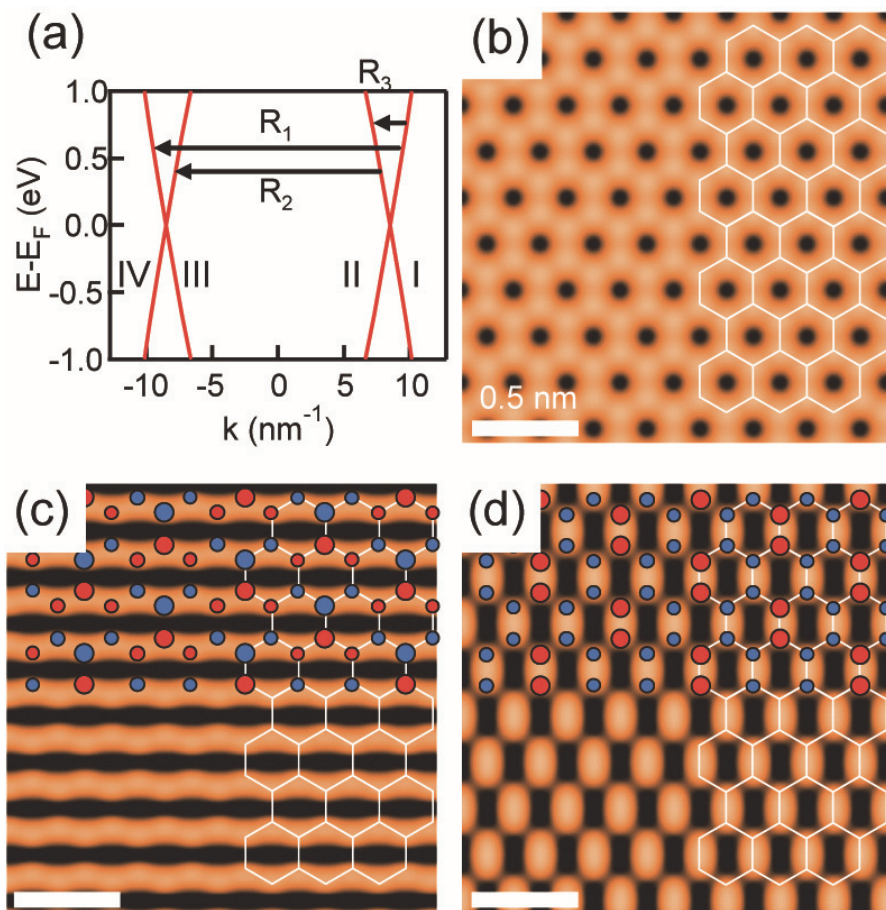 (a)
R₃
R₁
R₂
IV III II I
1.0
0.5
0.0
-0.5
-1.0
E-E_F (eV)
-10 -5 0 5 10
k (nm⁻¹)
(b)
0.5 nm
(c)
(d)